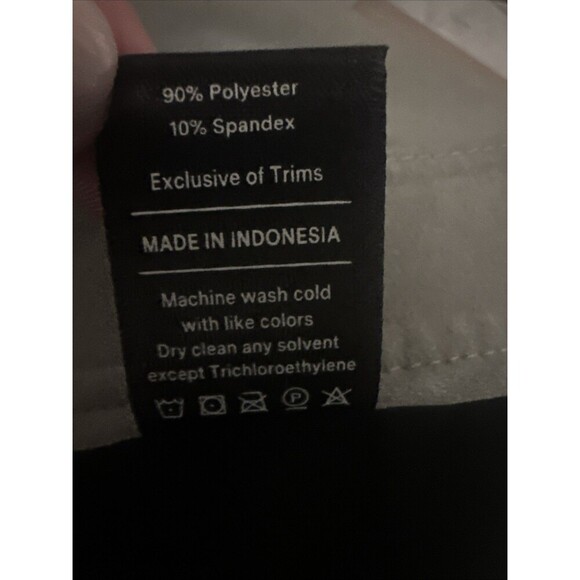 90% Polyester
10% Spandex
Exclusive of Trims
MADE IN INDONESIA
Machine wash cold
with like colors
Dry clean any solvent
except Trichloroethylene
P